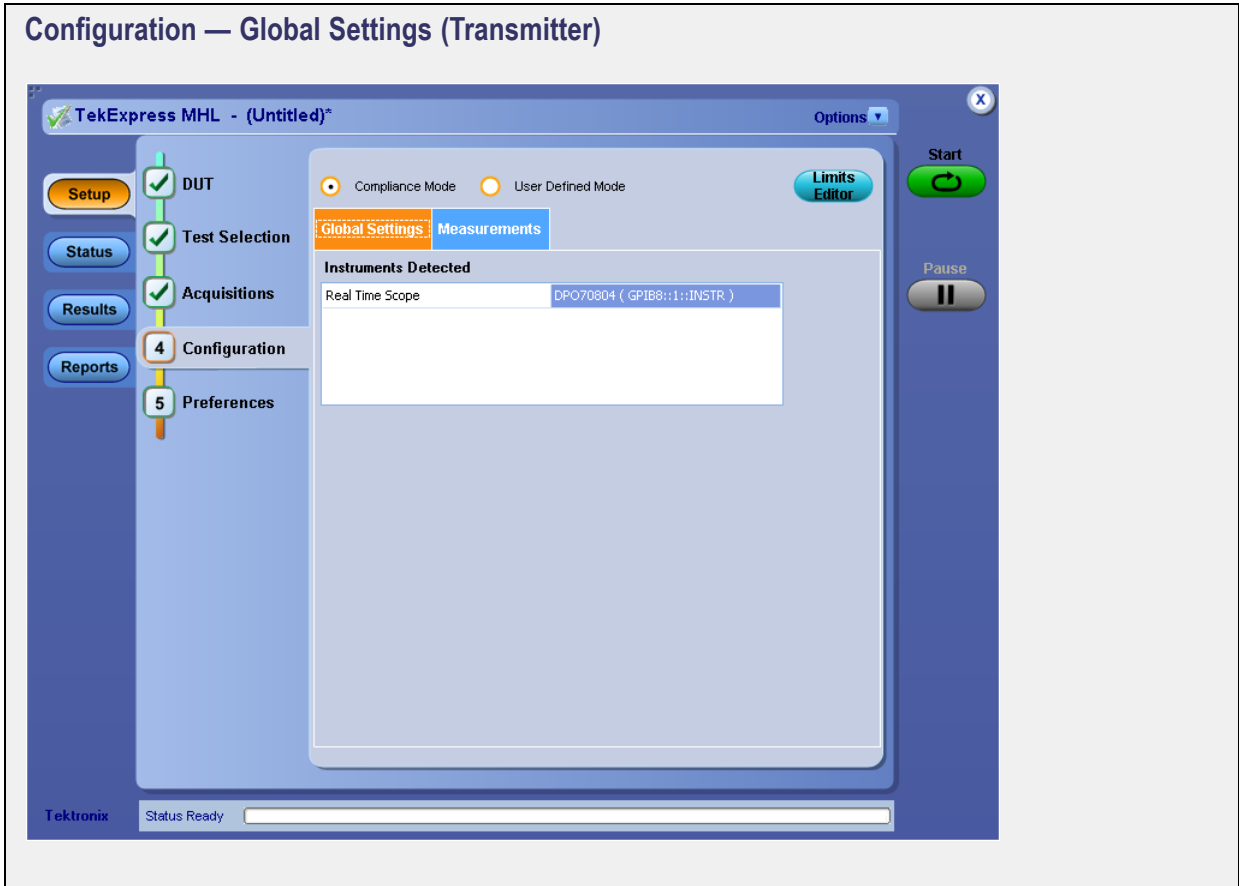 Configuration — Global Settings (Transmitter)
TekExpress MHL - (Untitled)*
Options
X
Setup
Status
Results
Reports
DUT
Test Selection
Acquisitions
4 Configuration
5 Preferences
Compliance Mode User Defined Mode
Limits
Editor
Global Settings Measurements
Instruments Detected
Real Time Scope DPO70804 ( GPIB8::1::INSTR )
Start
Pause
Tektronix
Status Ready